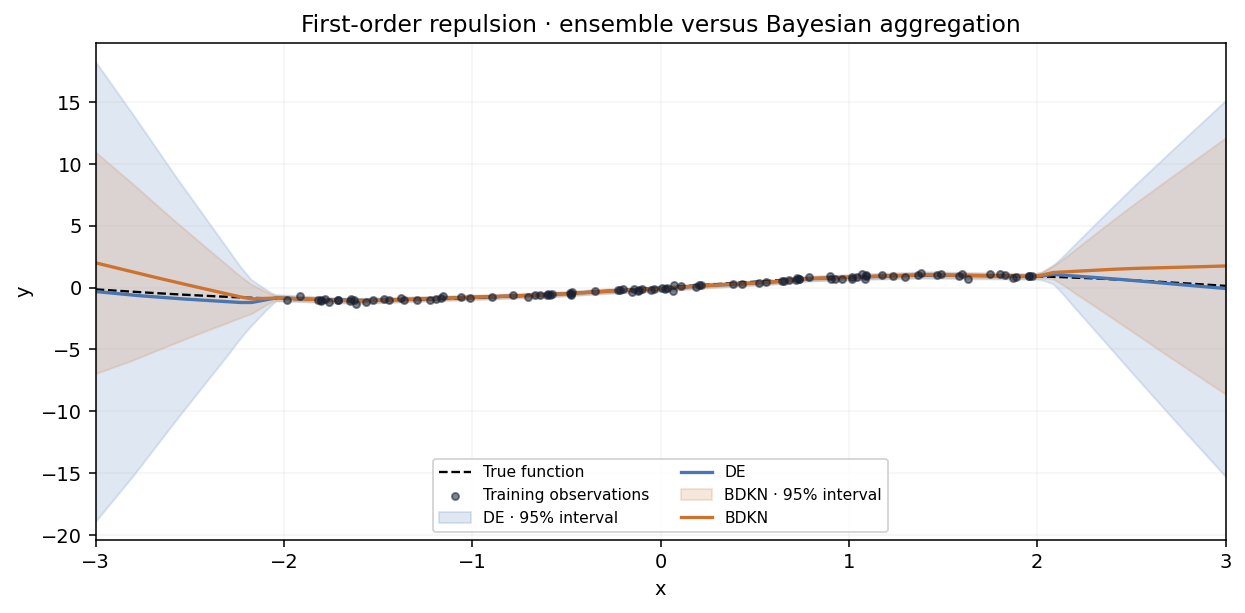 First-order repulsion · ensemble versus Bayesian aggregation
y
15
10
5
0
−5
−10
−15
−20
True function
Training observations
DE · 95% interval
DE
BDKN · 95% interval
BDKN
−3 −2 −1 0 1 2 3
x